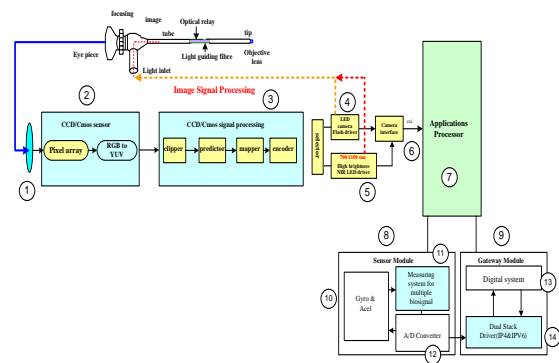 focusing
image
Optical relay
tube
tip
Eye piece
Light guiding fibre
Objective
lens
Light inlet
Image Signal Processing
2
3
4
CCD/Cmos sensor
Pixel array
RGB to
YUV
CCD/Cmos signal processing
clipper
predictor
mapper
encoder
selector
LED
camera
Flash driver
Camera
interface
csi
Applications
Processor
700-1100 nm
High brightness
NIR LED driver
1
5
6
7
8
9
Sensor Module
11
Gateway Module
10
Gyro &
Acel
Measuring
system for
multiple
biosignal
Digital system
13
A/D Converter
12
Dual Stack
Driver(IP4&IPV6)
14